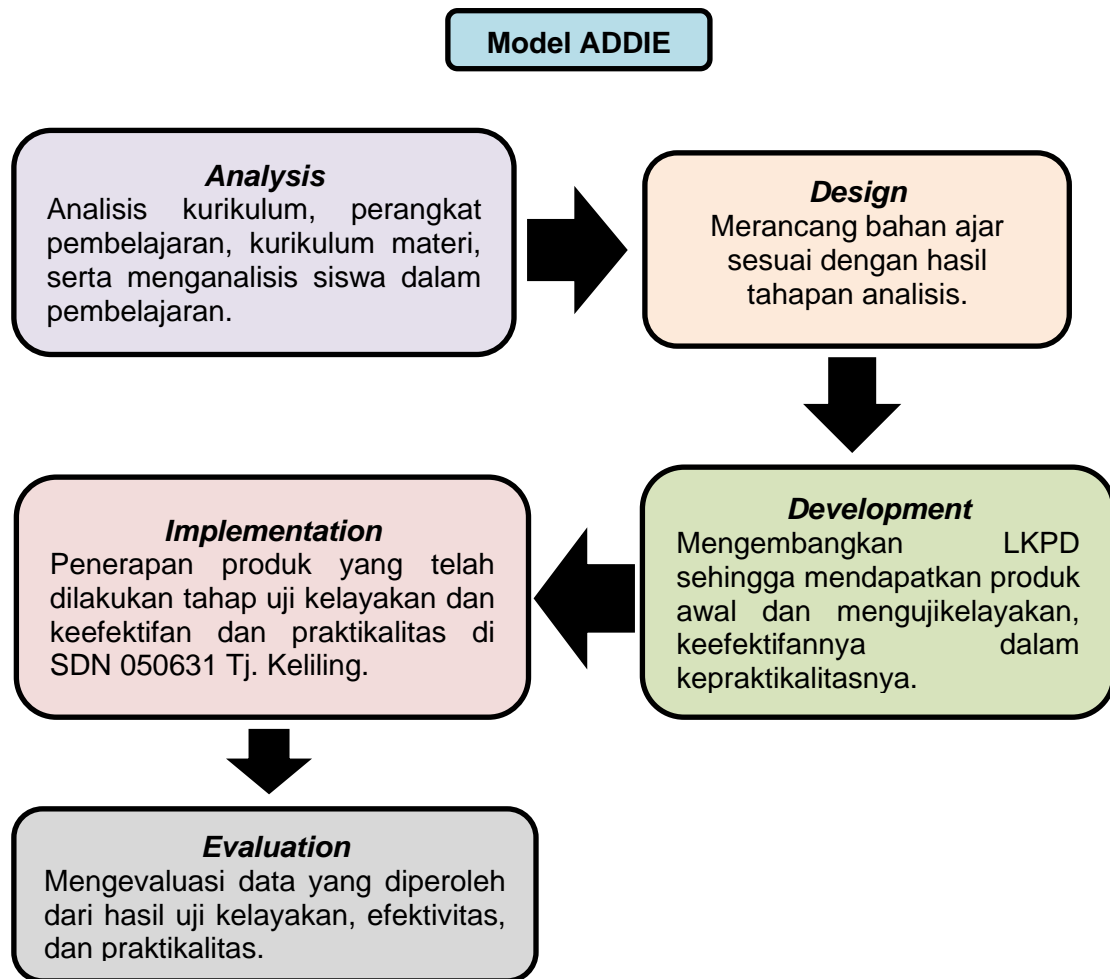 Model ADDIE
Analysis
Analisis kurikulum, perangkat
pembelajaran, kurikulum materi,
serta menganalisis siswa dalam
pembelajaran.
Design
Merancang bahan ajar
sesuai dengan hasil
tahapan analisis.
Development
Mengembangkan LKPD
sehingga mendapatkan produk
awal dan mengujikelayakan,
keefektifannya dalam
kepraktikalitasnya.
Implementation
Penerapan produk yang telah
dilakukan tahap uji kelayakan dan
keefektifan dan praktikalitas di
SDN 050631 Tj. Keliling.
Evaluation
Mengevaluasi data yang diperoleh
dari hasil uji kelayakan, efektivitas,
dan praktikalitas.